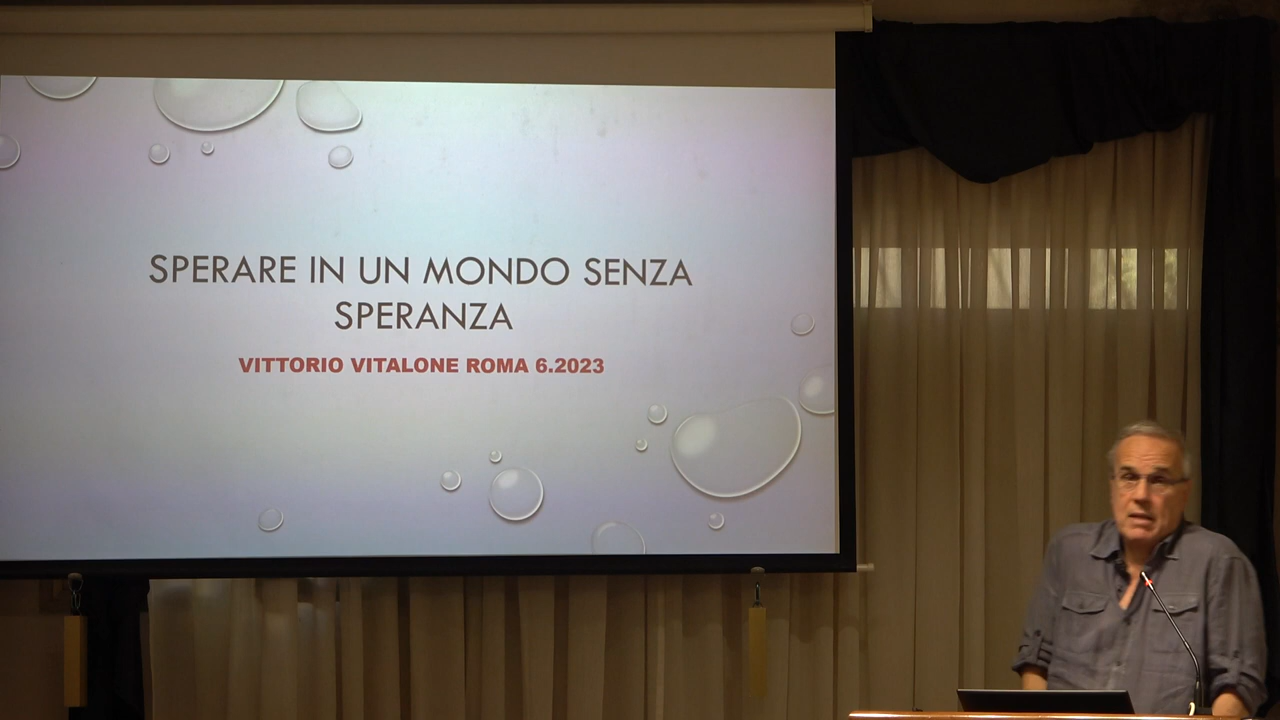 SPERARE IN UN MONDO SENZA
SPERANZA
VITTORIO VITALONE ROMA 6.2023